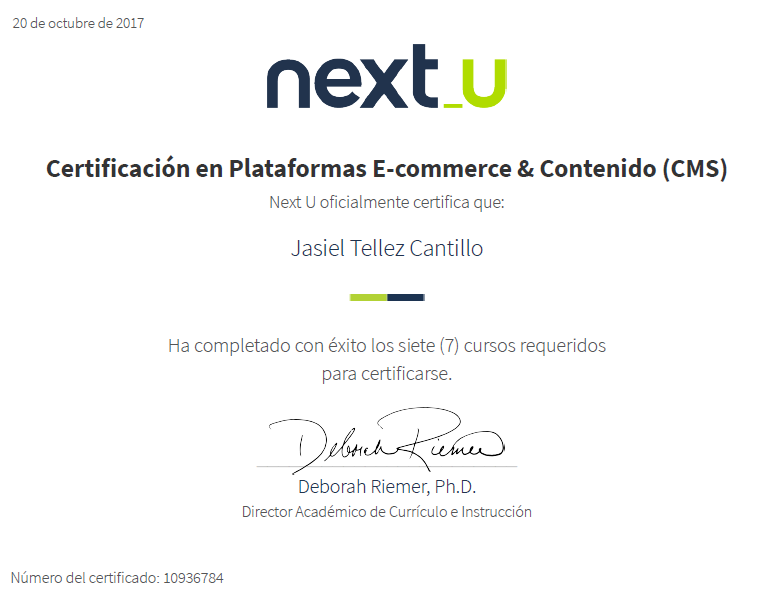 20 de octubre de 2017
next_U
Certificación en Plataformas E-commerce & Contenido (CMS)
Next U oficialmente certifica que:
Jasiel Tellez Cantillo
Ha completado con éxito los siete (7) cursos requeridos
para certificarse.
Deborah Riemer
Deborah Riemer, Ph.D.
Director Académico de Currículo e Instrucción
Número del certificado: 10936784